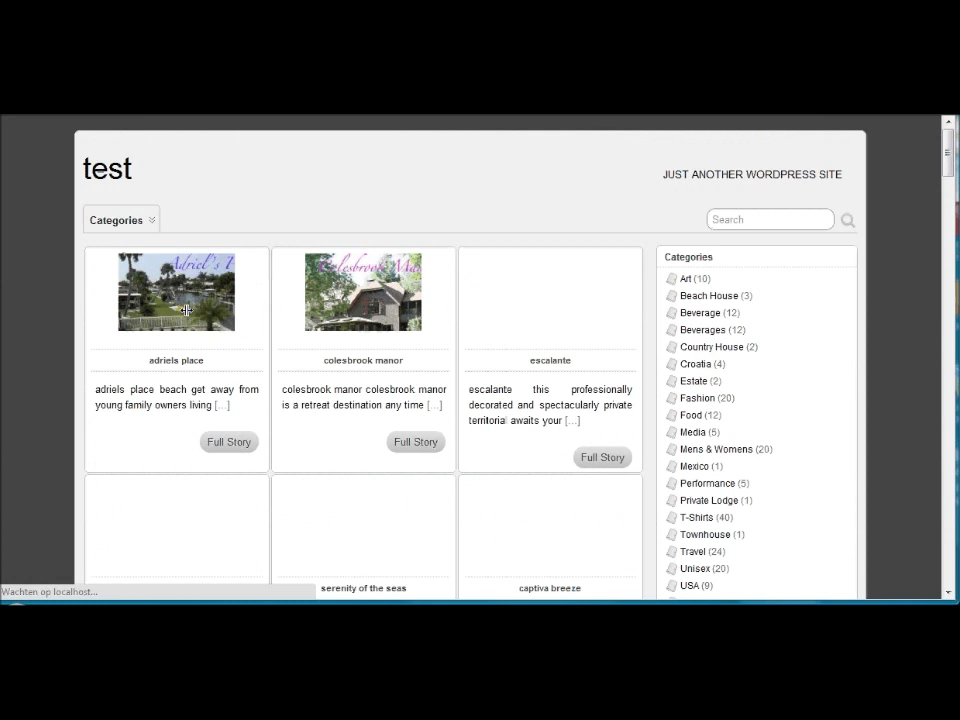 test
JUST ANOTHER WORDPRESS SITE
Categories
Search
Adriel's
Colesbrook
adriels place
adriels place beach get away from
young family owners living [...]
Full Story
colesbrook manor
colesbrook manor colesbrook manor
is a retreat destination any time [...]
Full Story
escalante
escalante this professionally
decorated and spectacularly private
territorial awaits your [...]
Full Story
serenity of the seas
captiva breeze
Categories
Art (10)
Beach House (3)
Beverage (12)
Beverages (12)
Country House (2)
Croatia (4)
Estate (2)
Fashion (20)
Food (12)
Media (5)
Mens & Womens (20)
Mexico (1)
Performance (5)
Private Lodge (1)
T-Shirts (40)
Townhouse (1)
Travel (24)
Unisex (20)
USA (9)
Wachten op localhost...